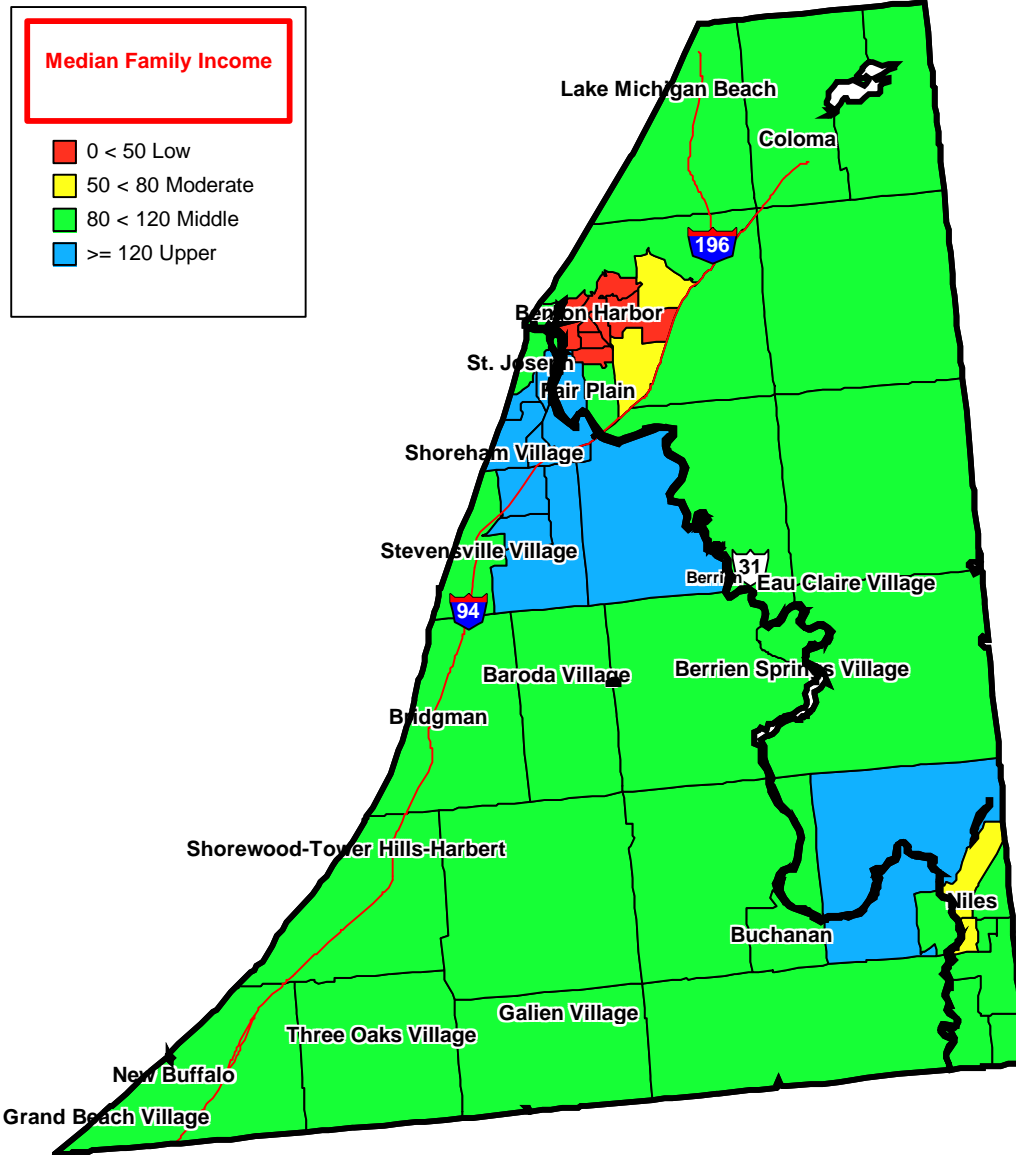 Median Family Income
0 < 50 Low
50 < 80 Moderate
80 < 120 Middle
>= 120 Upper
Lake Michigan Beach
Coloma
196
Benton Harbor
St. Joseph
Fair Plain
Shoreham Village
Stevensville Village
31
Eau Claire Village
94
Baroda Village
Berrien Springs Village
Bridgman
Shorewood-Tower Hills-Harbert
Niles
Buchanan
Galien Village
Three Oaks Village
New Buffalo
Grand Beach Village